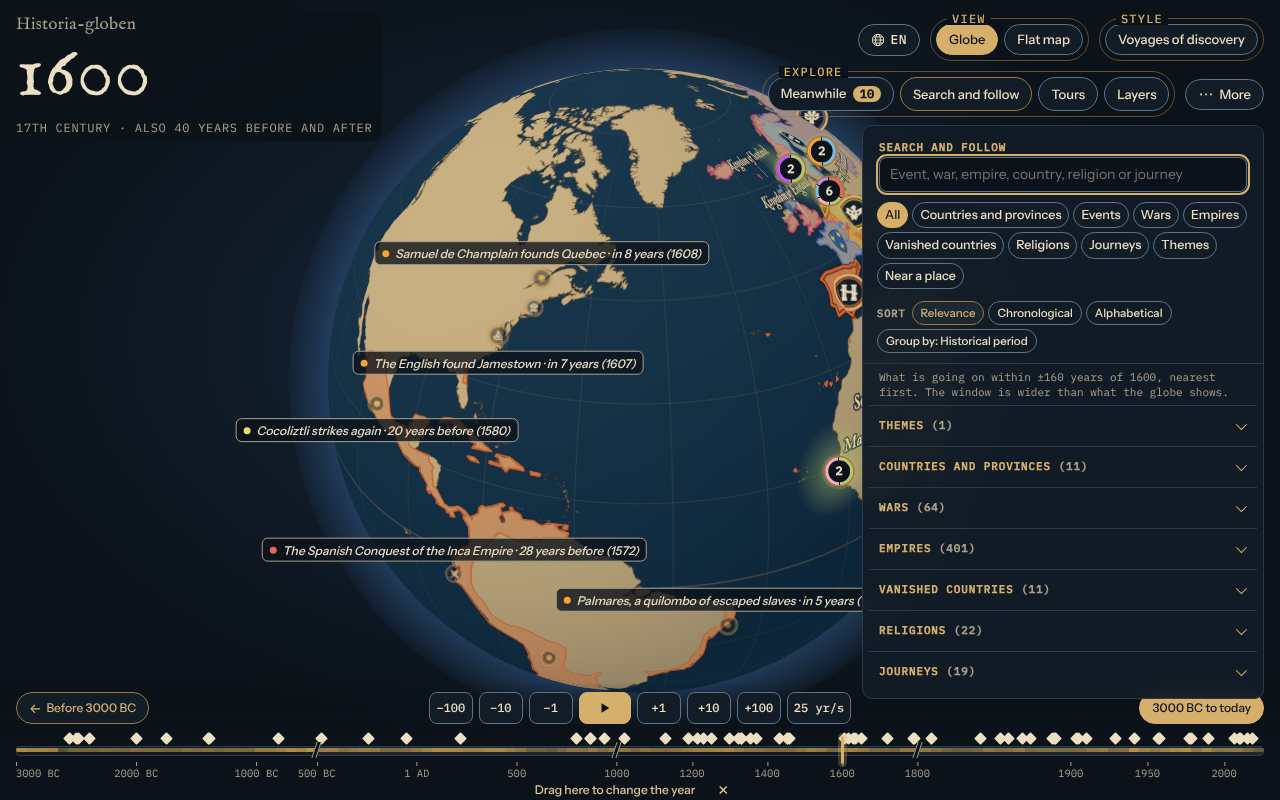 Historia-globen
1600
17TH CENTURY · ALSO 40 YEARS BEFORE AND AFTER
EN
VIEW
Globe
Flat map
STYLE
Voyages of discovery
EXPLORE
Meanwhile 10
Search and follow
Tours
Layers
··· More
SEARCH AND FOLLOW
Event, war, empire, country, religion or journey
All
Countries and provinces
Events
Wars
Empires
Vanished countries
Religions
Journeys
Themes
Near a place
SORT
Relevance
Chronological
Alphabetical
Group by: Historical period
What is going on within ±160 years of 1600, nearest
first. The window is wider than what the globe shows.
THEMES (1)
COUNTRIES AND PROVINCES (11)
WARS (64)
EMPIRES (401)
VANISHED COUNTRIES (11)
RELIGIONS (22)
JOURNEYS (19)
2
2
6
Samuel de Champlain founds Quebec · in 8 years (1608)
H
The English found Jamestown · in 7 years (1607)
Cocoliztli strikes again · 20 years before (1580)
2
The Spanish Conquest of the Inca Empire · 28 years before (1572)
Palmares, a quilombo of escaped slaves · in 5 years (
← Before 3000 BC
−100
−10
−1
+1
+10
+100
25 yr/s
3000 BC to today
3000 BC
2000 BC
1000 BC
500 BC
1 AD
500
1000
1200
1400
1600
1800
1900
1950
2000
Drag here to change the year ✕